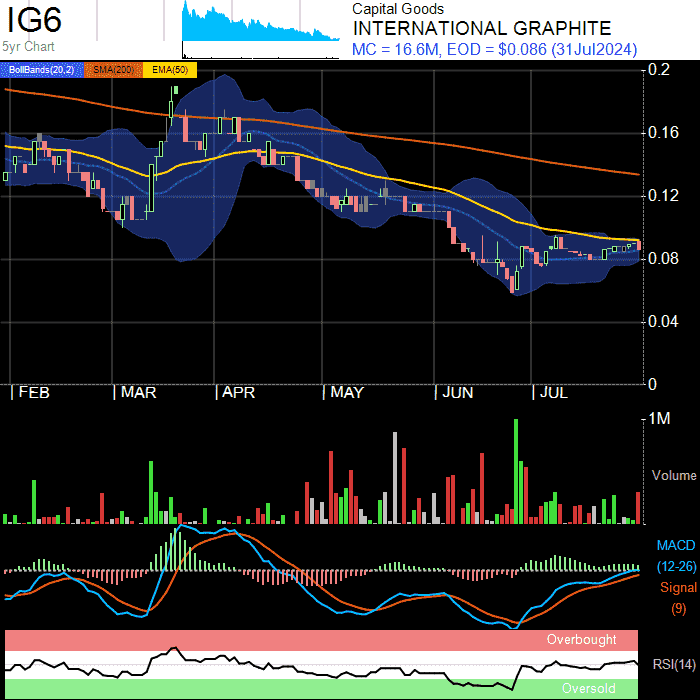 IG6
5yr Chart
Capital Goods
INTERNATIONAL GRAPHITE
MC = 16.6M, EOD = $0.086 (31Jul2024)
BollBands(20,2) SMA(200) EMA(50)
0.2
0.16
0.12
0.08
0.04
0
FEB MAR APR MAY JUN JUL
1M
Volume
MACD
(12-26)
Signal
(9)
Overbought
RSI(14)
Oversold